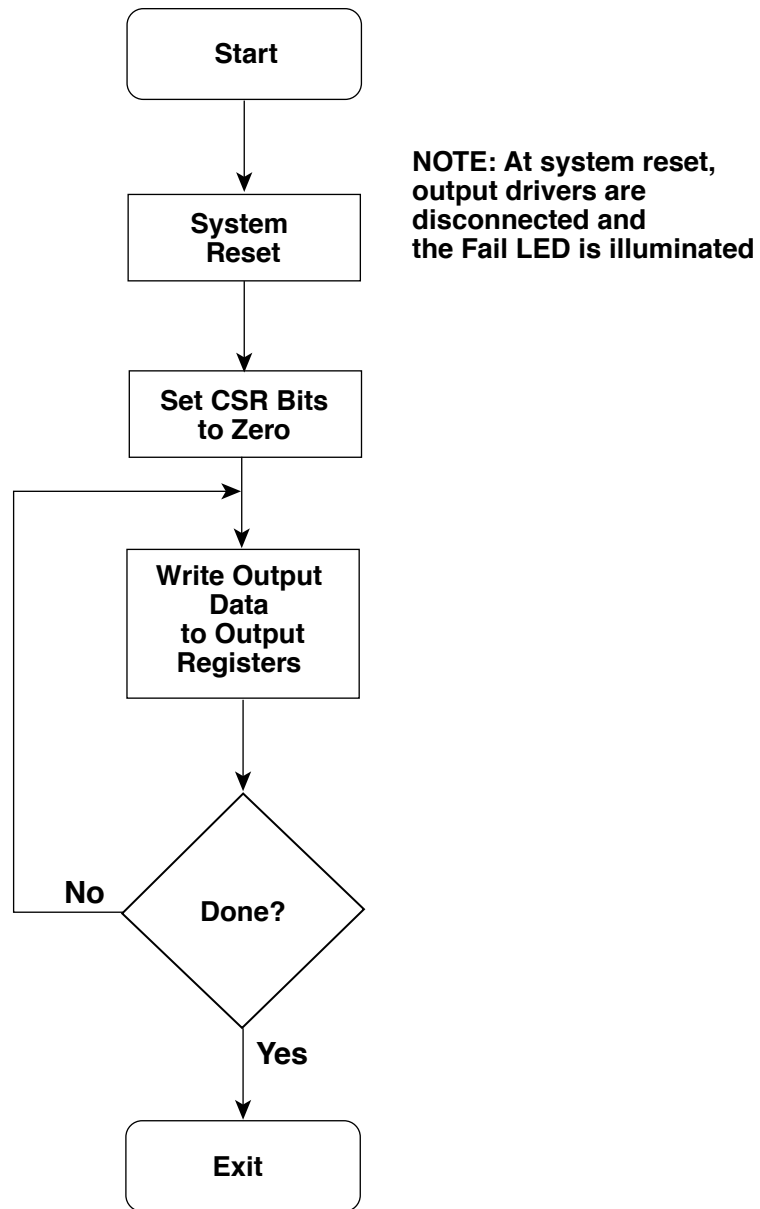 Start
NOTE: At system reset,
output drivers are
disconnected and
the Fail LED is illuminated
System
Reset
Set CSR Bits
to Zero
Write Output
Data
to Output
Registers
No
Done?
Yes
Exit